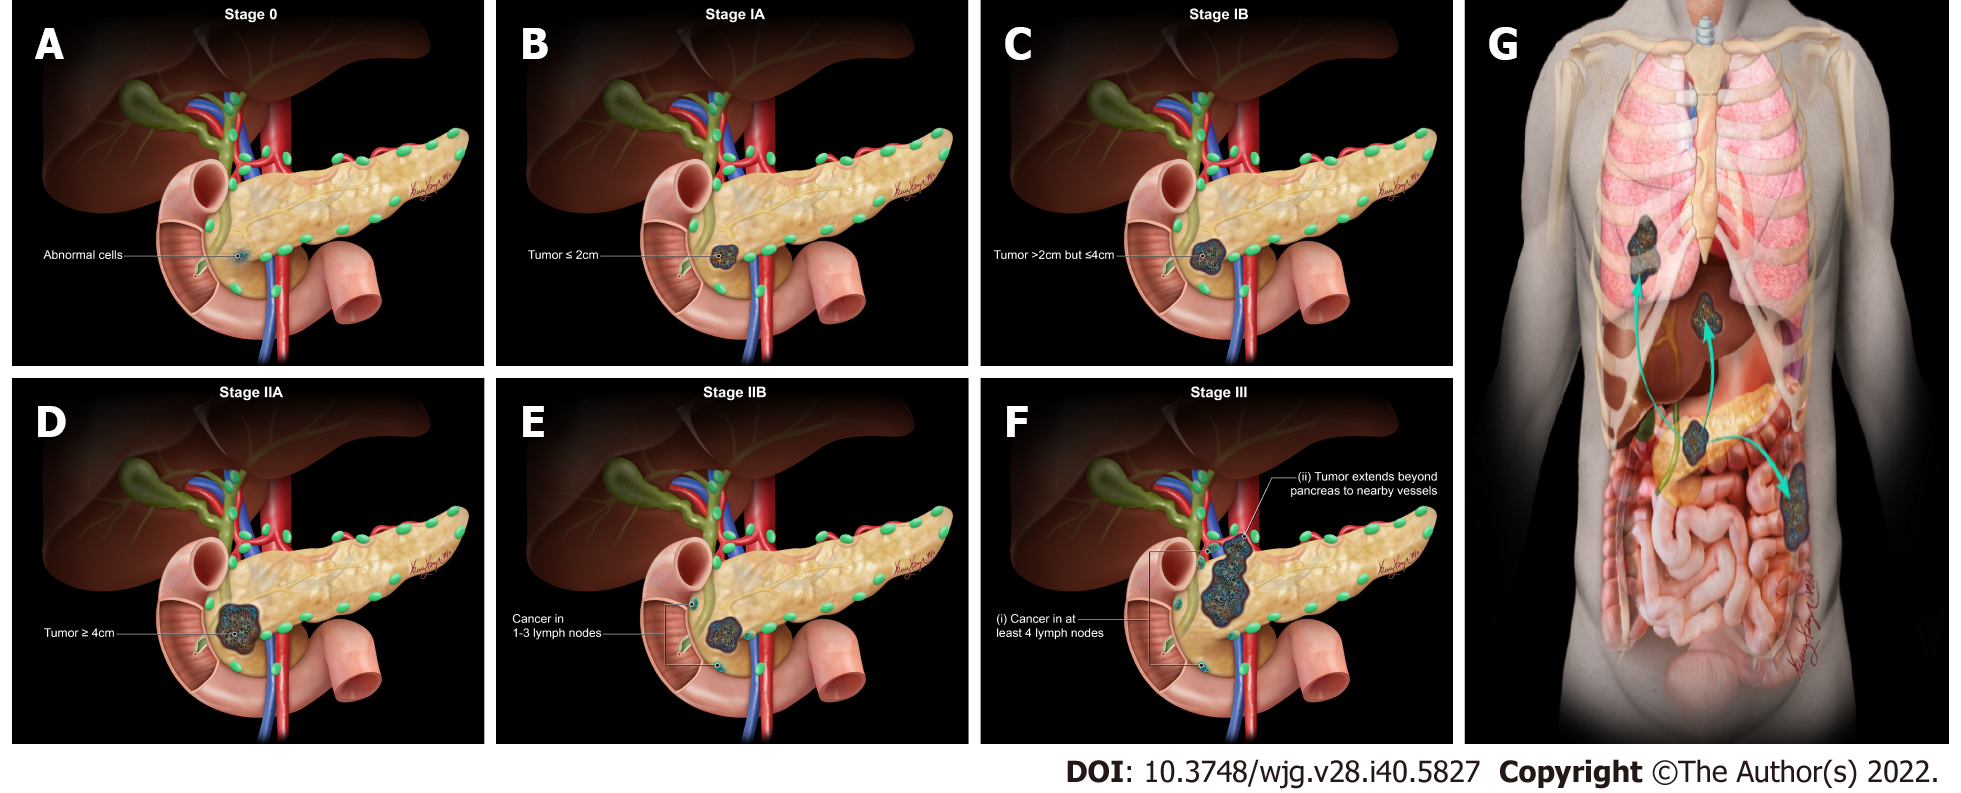 Stage 0
A
Abnormal cells
Stage IA
B
Tumor ≤ 2cm
Stage IB
C
Tumor >2cm but ≤4cm
G
Stage IIA
D
Tumor ≥ 4cm
Stage IIB
E
Cancer in
1-3 lymph nodes
Stage III
F
(ii) Tumor extends beyond
pancreas to nearby vessels
(i) Cancer in at
least 4 lymph nodes
DOI: 10.3748/wjg.v28.i40.5827 Copyright ©The Author(s) 2022.